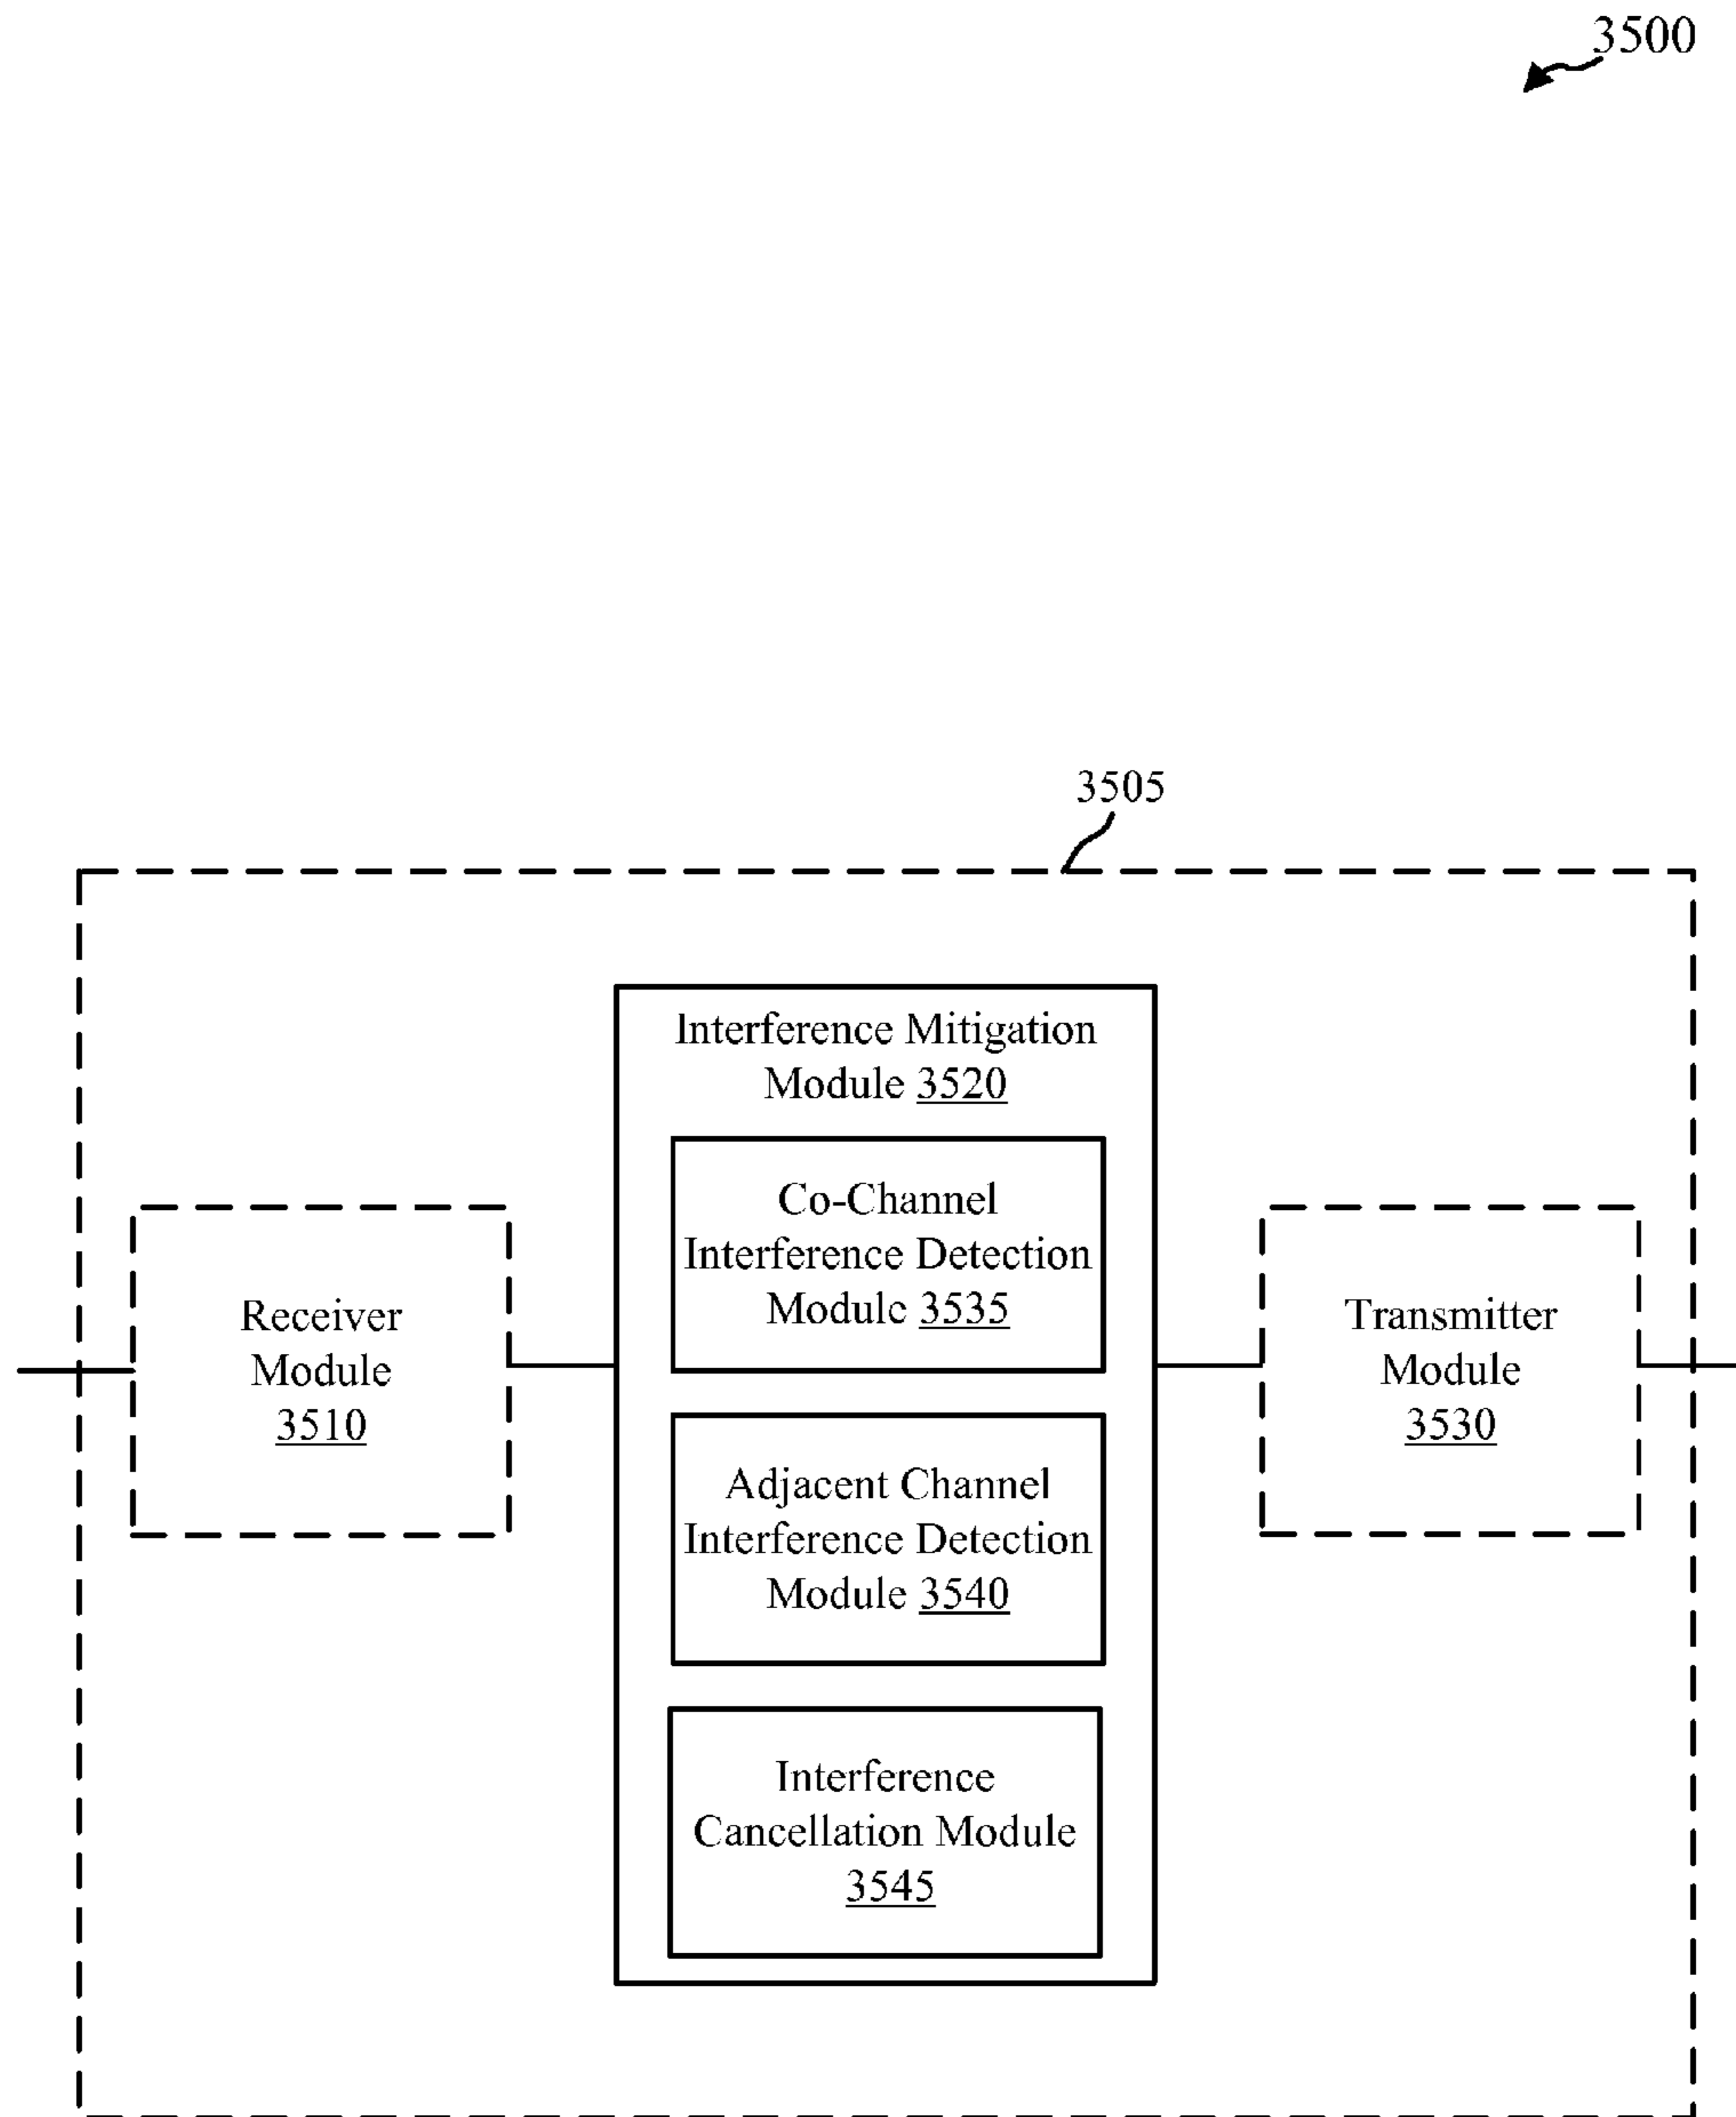 3500
3505
Interference Mitigation
Module 3520
Co-Channel
Interference Detection
Module 3535
Receiver
Module
3510
Transmitter
Module
3530
Adjacent Channel
Interference Detection
Module 3540
Interference
Cancellation Module
3545